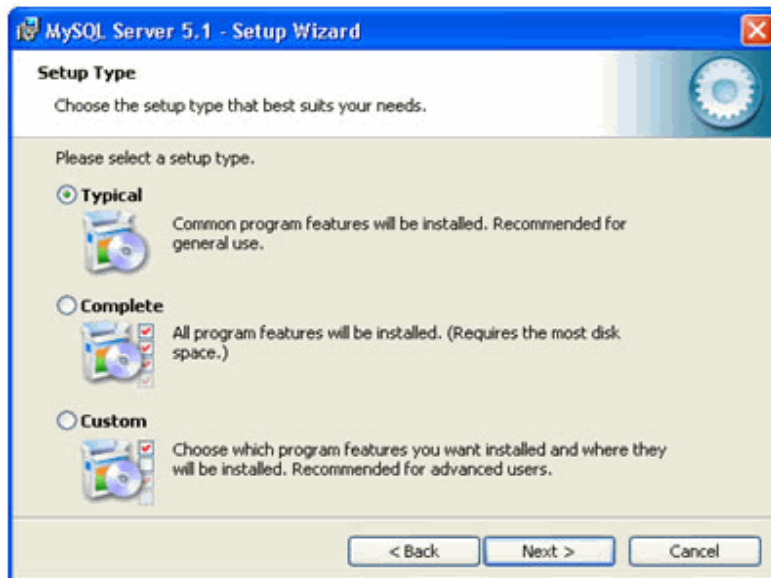 MySQL Server 5.1 - Setup Wizard
Setup Type
Choose the setup type that best suits your needs.
Please select a setup type.
Typical
Common program features will be installed. Recommended for
general use.
Complete
All program features will be installed. (Requires the most disk
space.)
Custom
Choose which program features you want installed and where they
will be installed. Recommended for advanced users.
< Back
Next >
Cancel